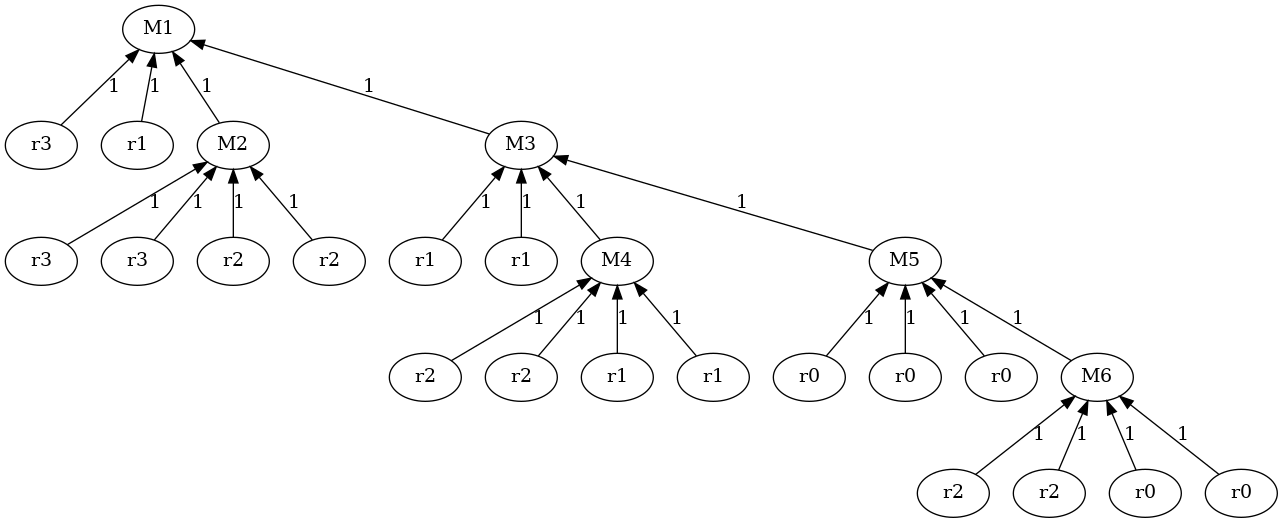 M1
1 1 1 1
r3 r1 M2 M3
1 1 1 1 1 1 1 1
r3 r3 r2 r2 r1 r1 M4 M5
1 1 1 1 1 1 1 1
r2 r2 r1 r1 r0 r0 r0 M6
1 1 1 1
r2 r2 r0 r0